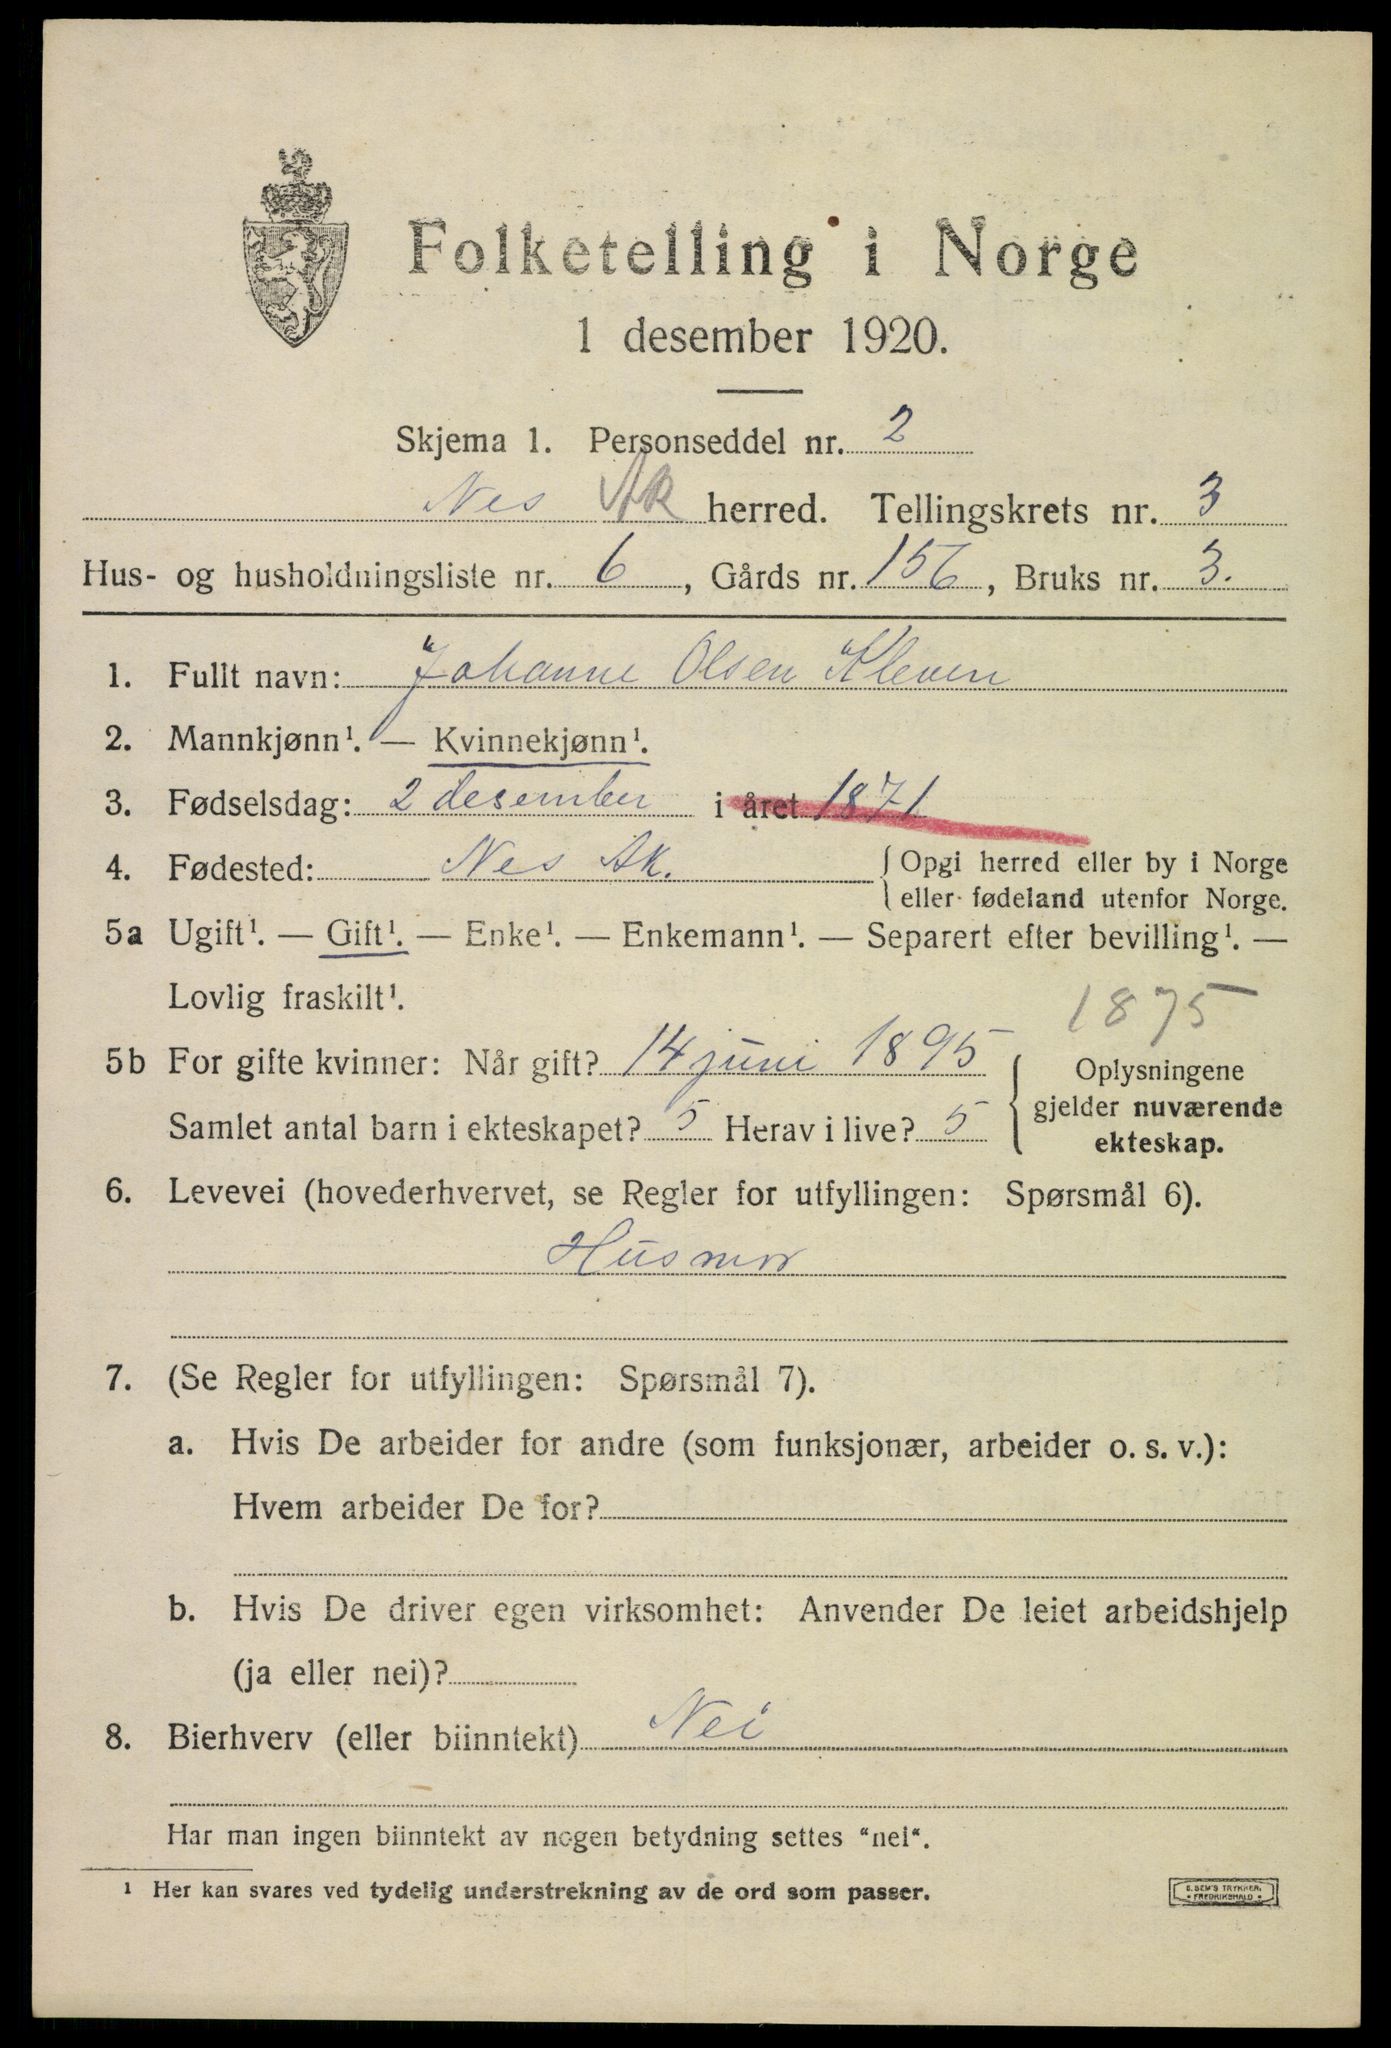 Folketelling i Norge
1 desember 1920.
Skjema 1. Personseddel nr. 2
Nes Ak herred. Tellingskrets nr. 3
Hus- og husholdningsliste nr. 6, Gårds nr. 156, Bruks nr. 3.
1. Fullt navn: Johanne Olsen Kleven
2. Mannkjønn¹. — Kvinnekjønn¹.
3. Fødselsdag: 2 desember i året 1871
4. Fødested: Nes Ak. { Opgi herred eller by i Norge
eller fødeland utenfor Norge.
5a Ugift¹. — Gift¹. — Enke¹. — Enkemann¹. — Separert efter bevilling¹. —
Lovlig fraskilt¹.
1875
5b For gifte kvinner: Når gift? 14 juni 1895 { Oplysningene
gjelder nuværende
Samlet antal barn i ekteskapet? 5 Herav i live? 5
ekteskap.
6. Levevei (hovederhvervet, se Regler for utfyllingen: Spørsmål 6).
Husmor
7. (Se Regler for utfyllingen: Spørsmål 7).
a. Hvis De arbeider for andre (som funksjonær, arbeider o. s. v.):
Hvem arbeider De for?
b. Hvis De driver egen virksomhet: Anvender De leiet arbeidshjelp
(ja eller nei)?
8. Bierhverv (eller biinntekt) Nei
Har man ingen biinntekt av nogen betydning settes "nei".
¹ Her kan svares ved tydelig understrekning av de ord som passer.
E. SEM'S TRYKKERI
• FREDRIKSHALD •